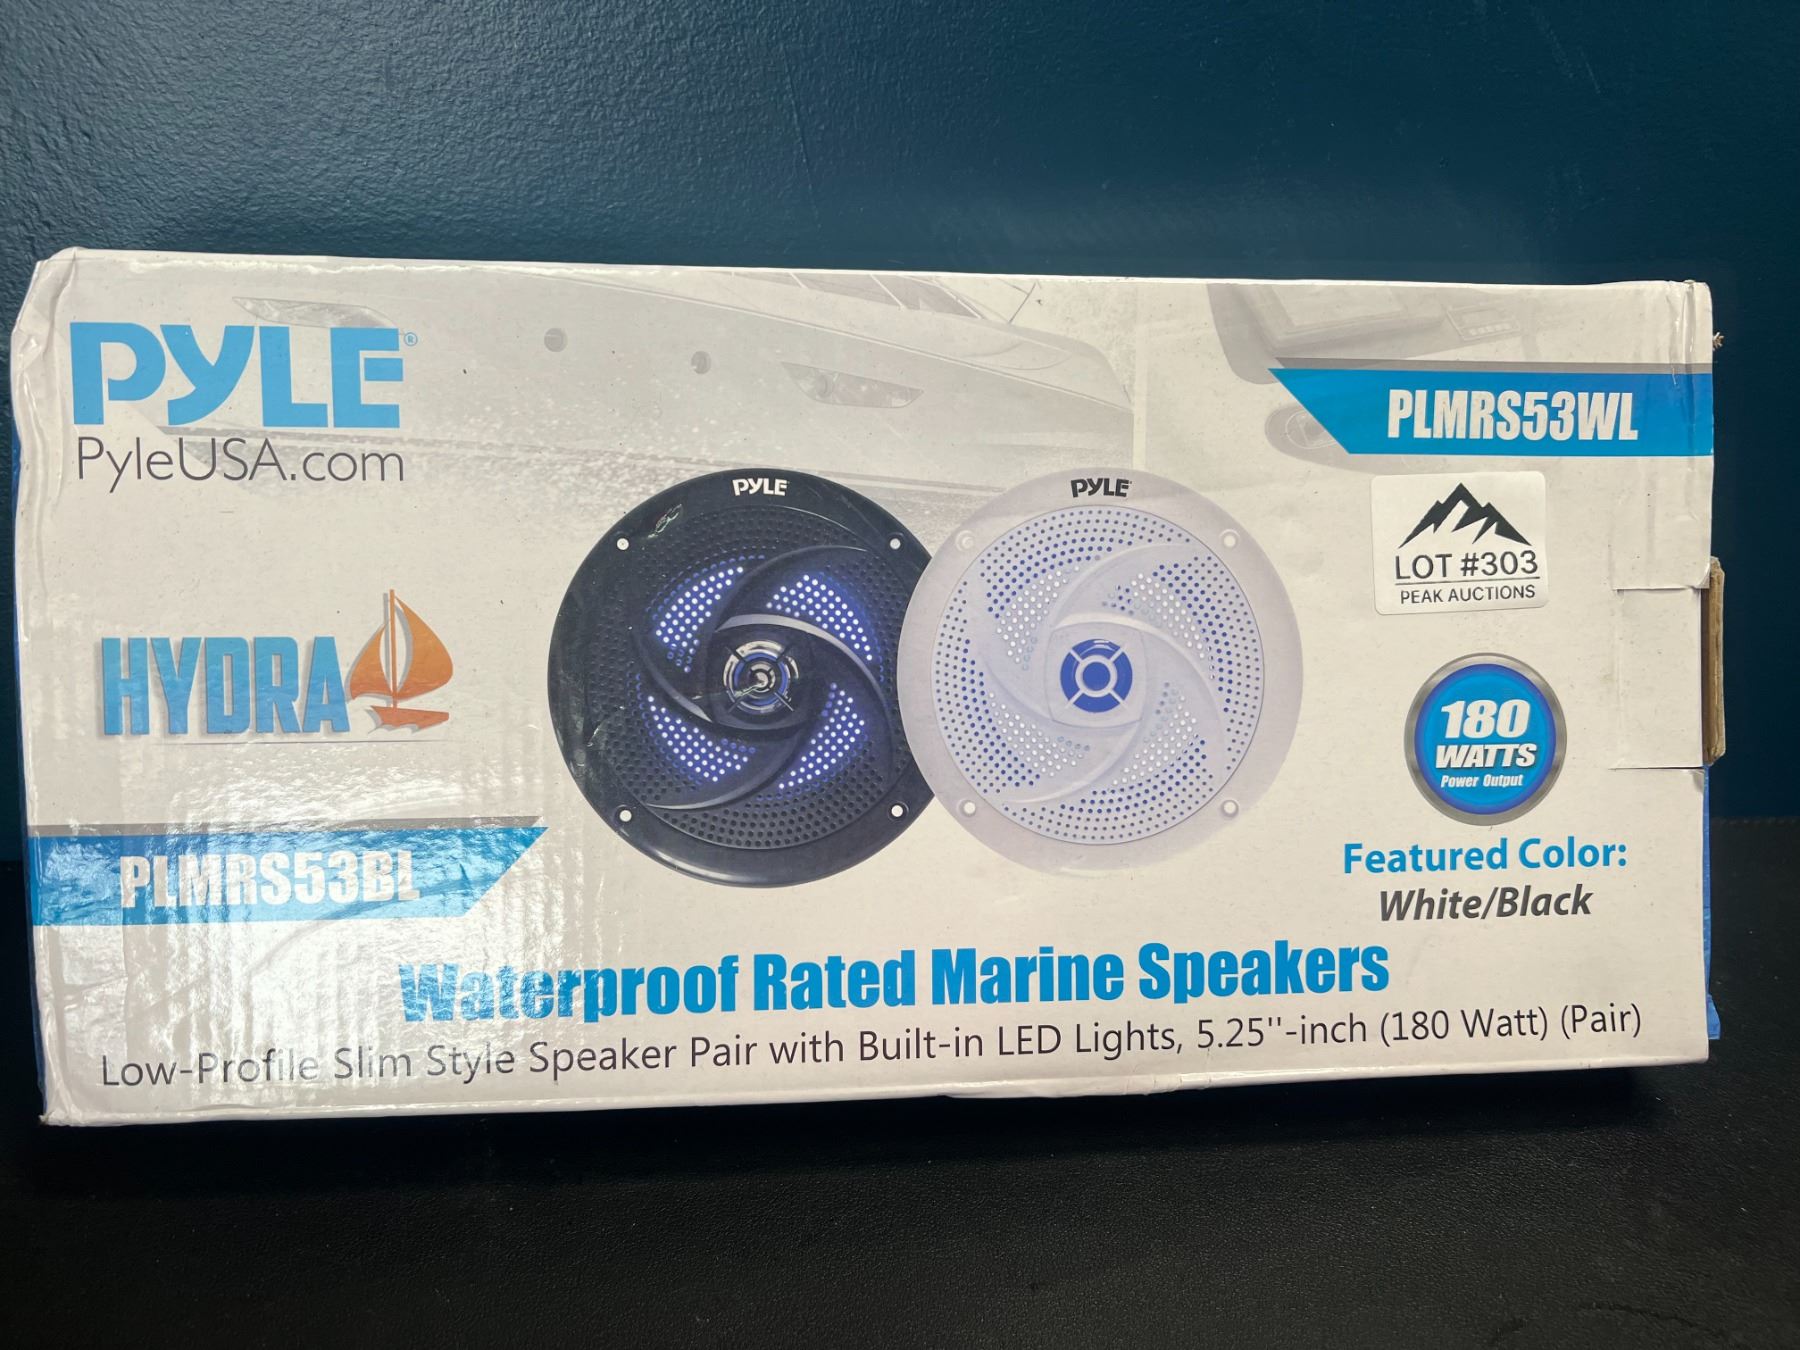 PYLE®
PyleUSA.com
PLMRS53WL
PYLE
PYLE
LOT #303
PEAK AUCTIONS
HYDRA
180
WATTS
Power Output
PLMRS53BL
Featured Color:
White/Black
Waterproof Rated Marine Speakers
Low-Profile Slim Style Speaker Pair with Built-in LED Lights, 5.25''-inch (180 Watt) (Pair)